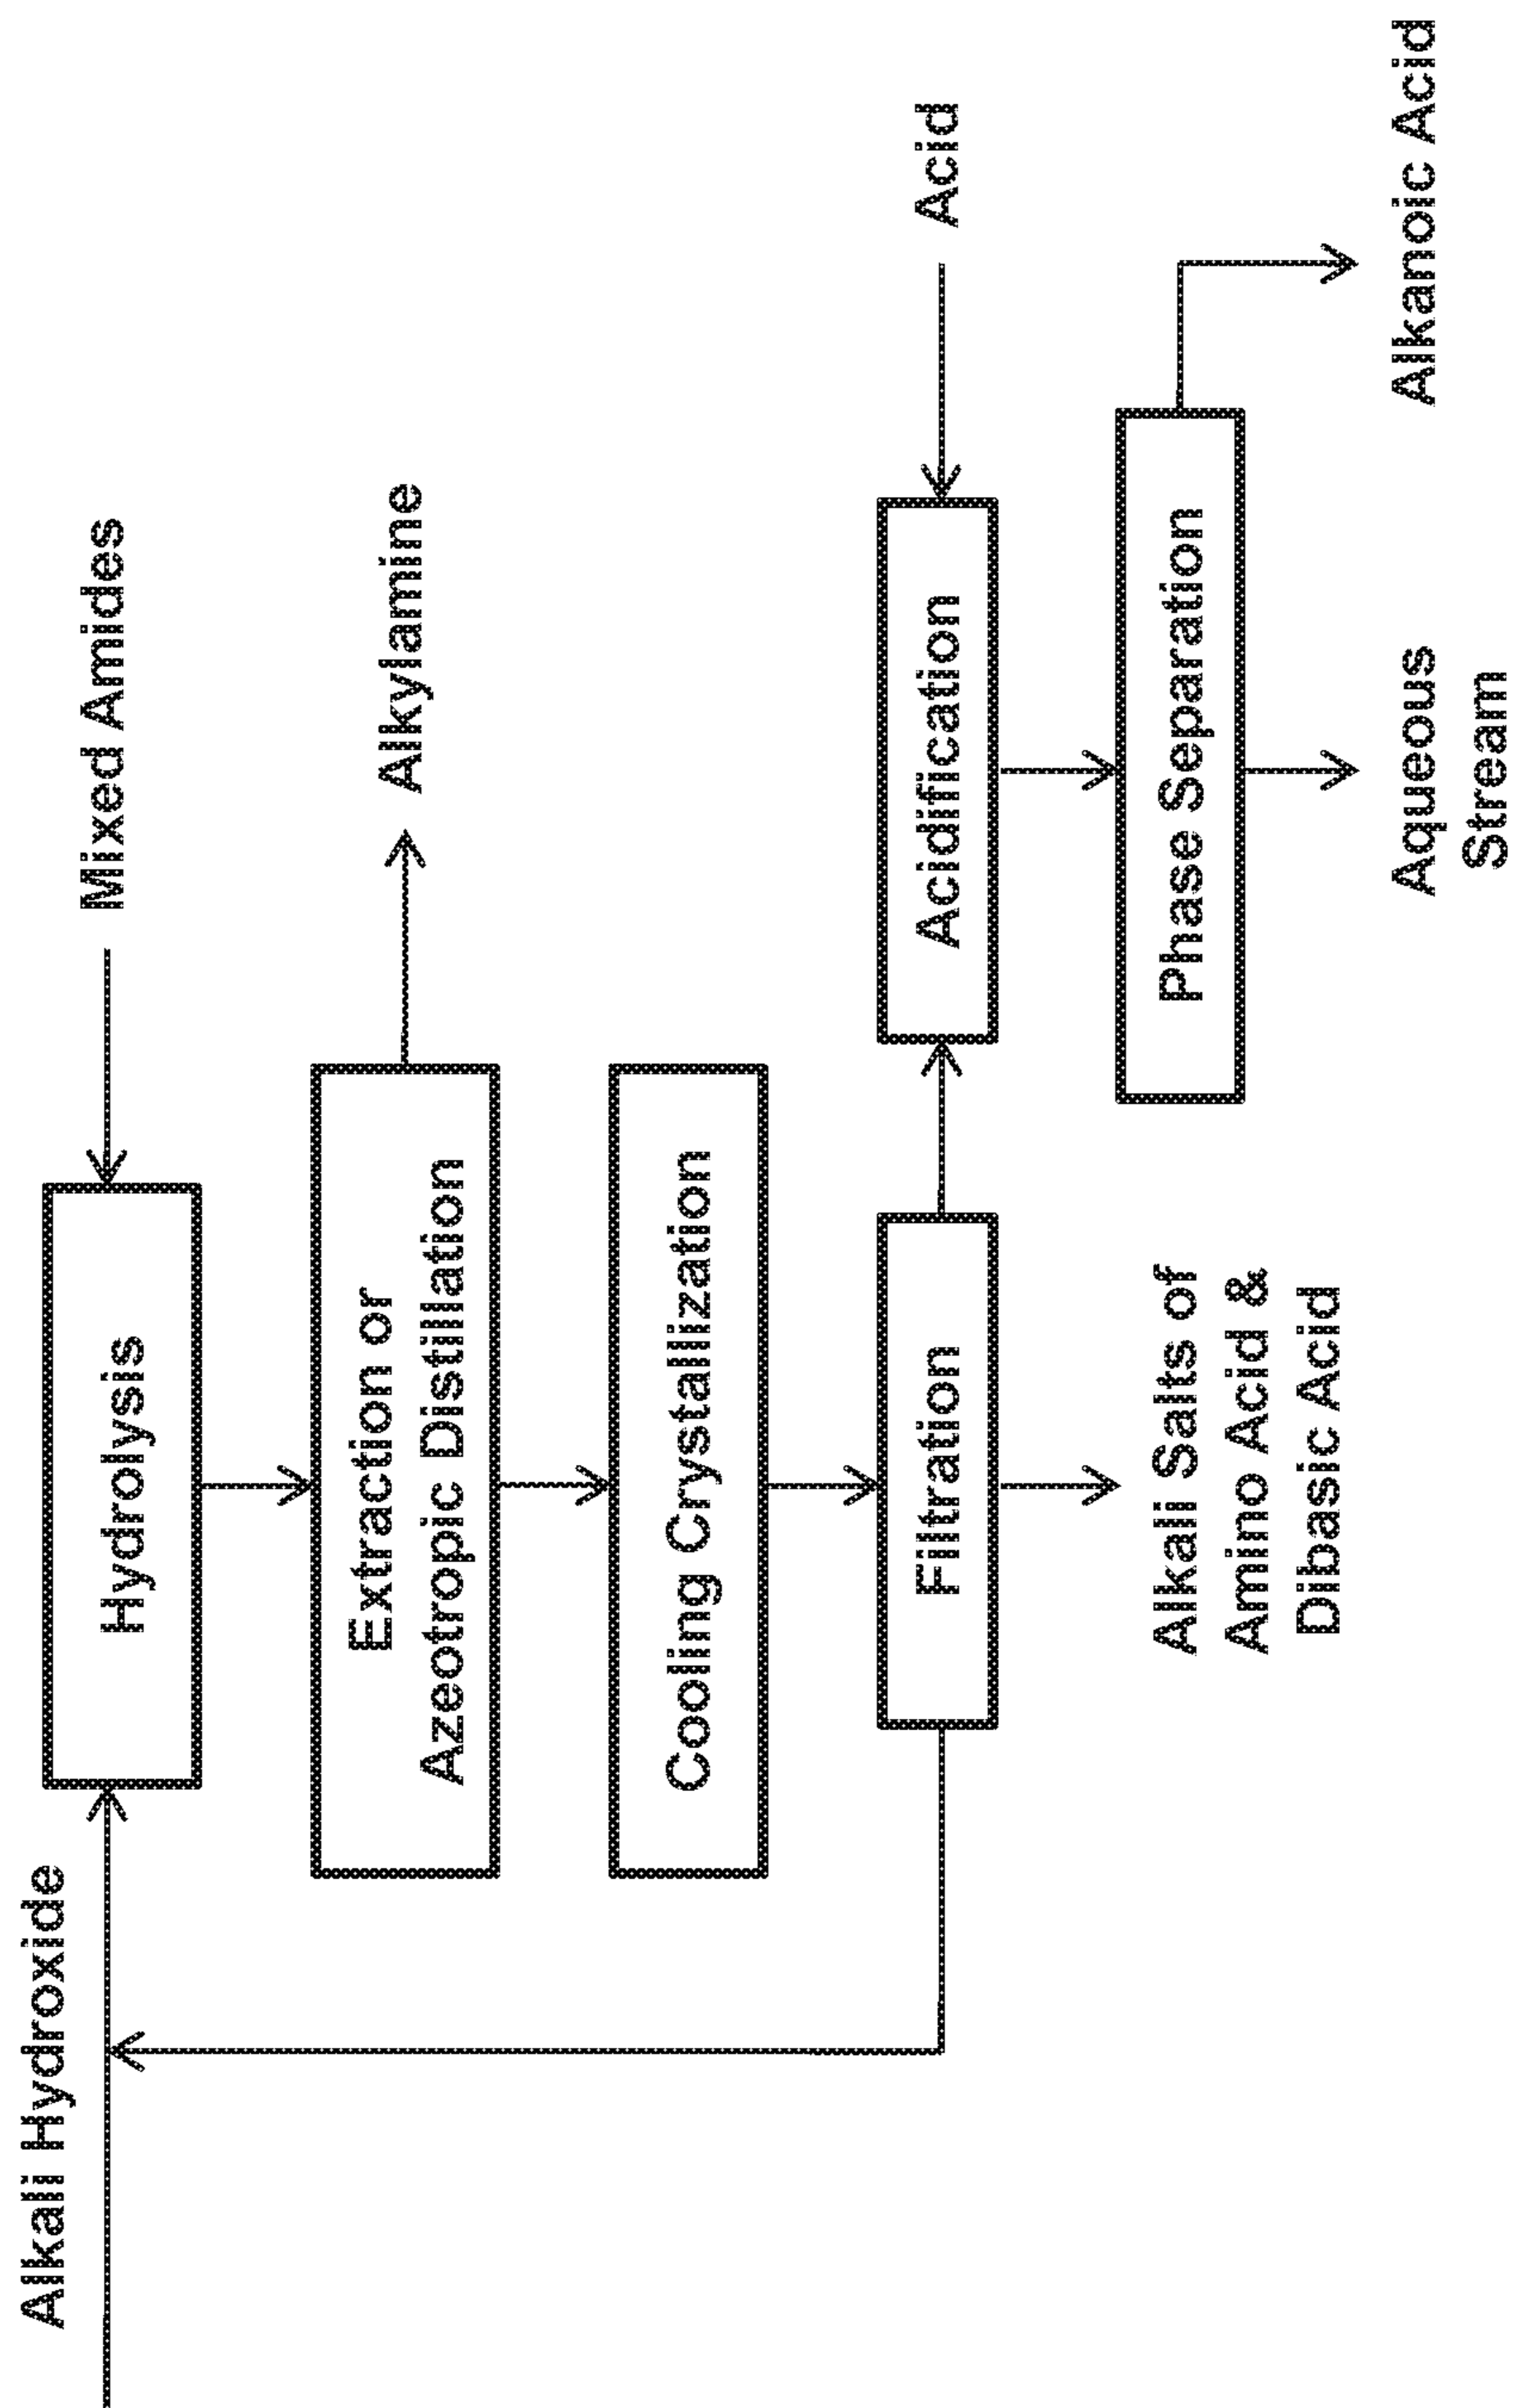 Alkali Hydroxide
Hydrolysis
Mixed Amides
Extraction or
Azeotropic Distillation
Alkylamine
Cooling Crystallization
Filtration
Acidification
Acid
Alkali Salts of
Amino Acid &
Dibasic Acid
Phase Separation
Aqueous
Stream
Alkanoic Acid